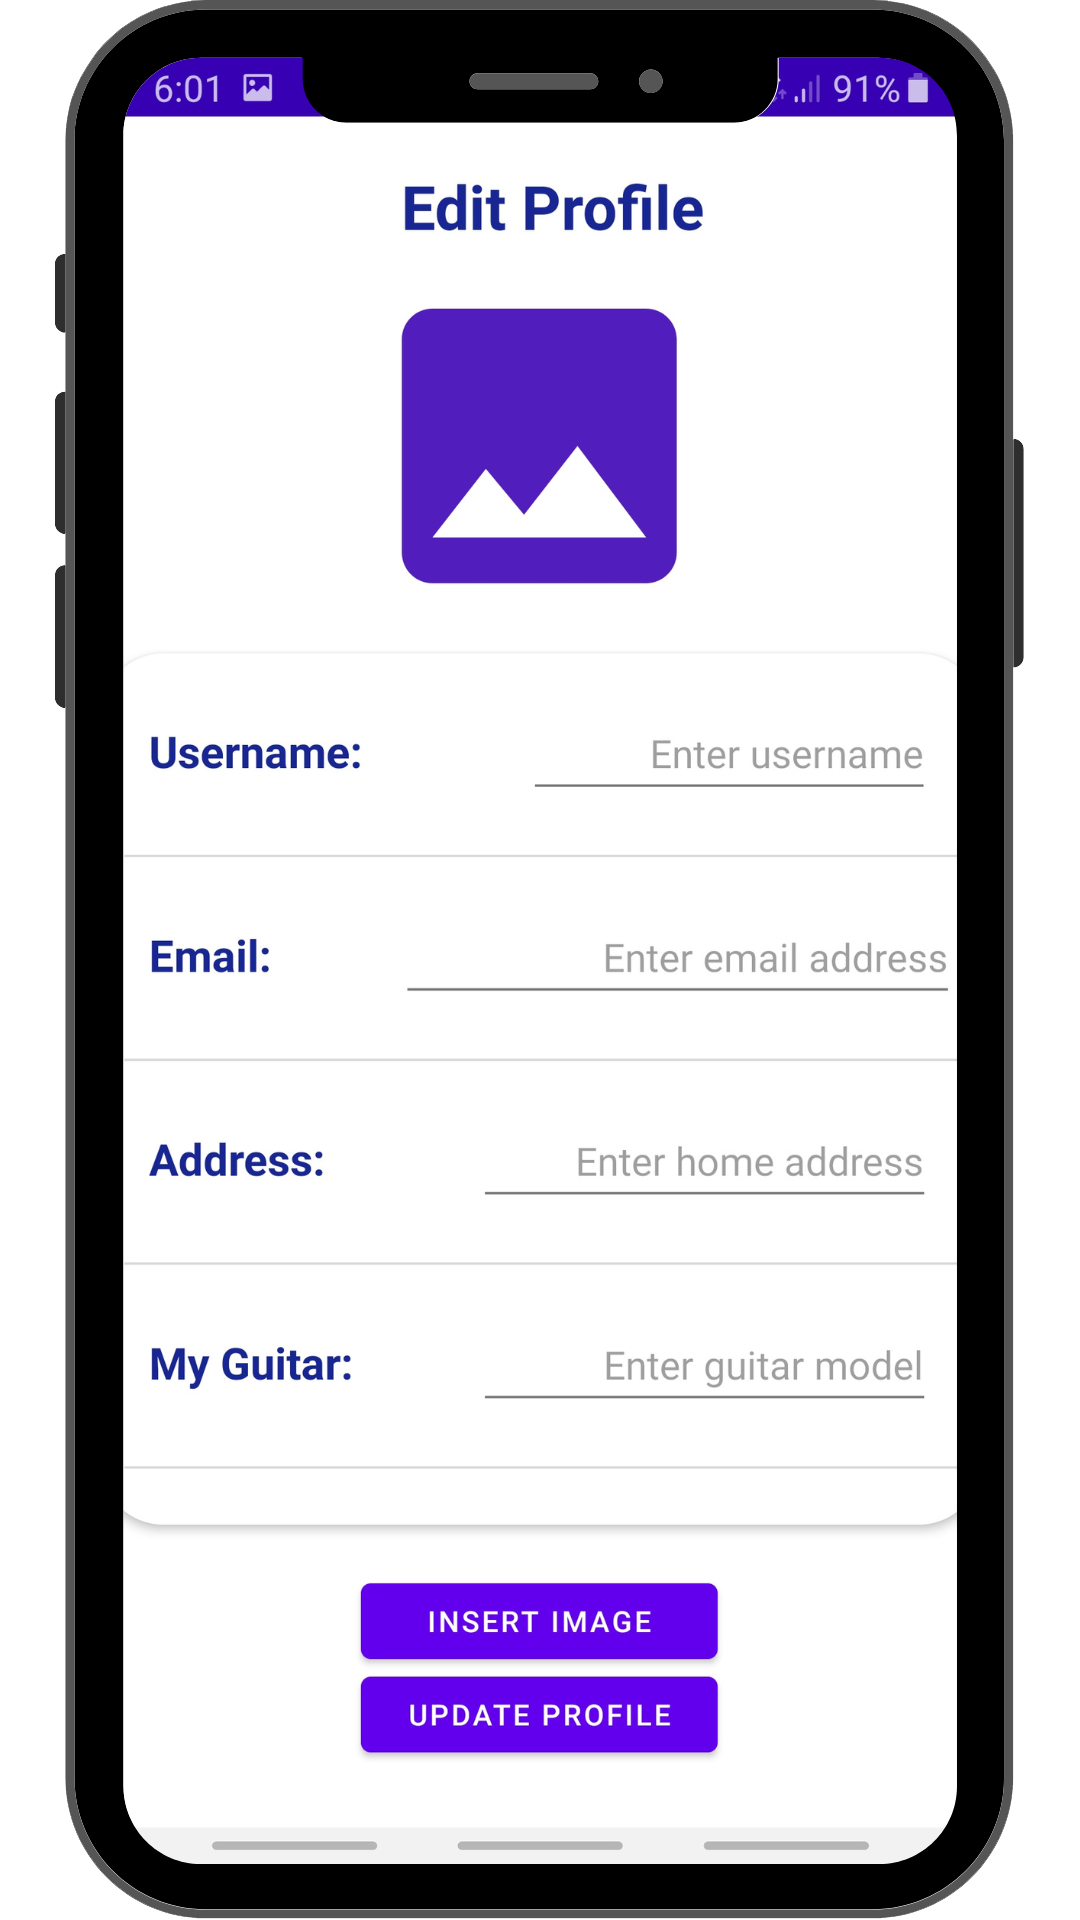 6:01 91%
Edit Profile
Username: Enter username
Email: Enter email address
Address: Enter home address
My Guitar: Enter guitar model
INSERT IMAGE
UPDATE PROFILE